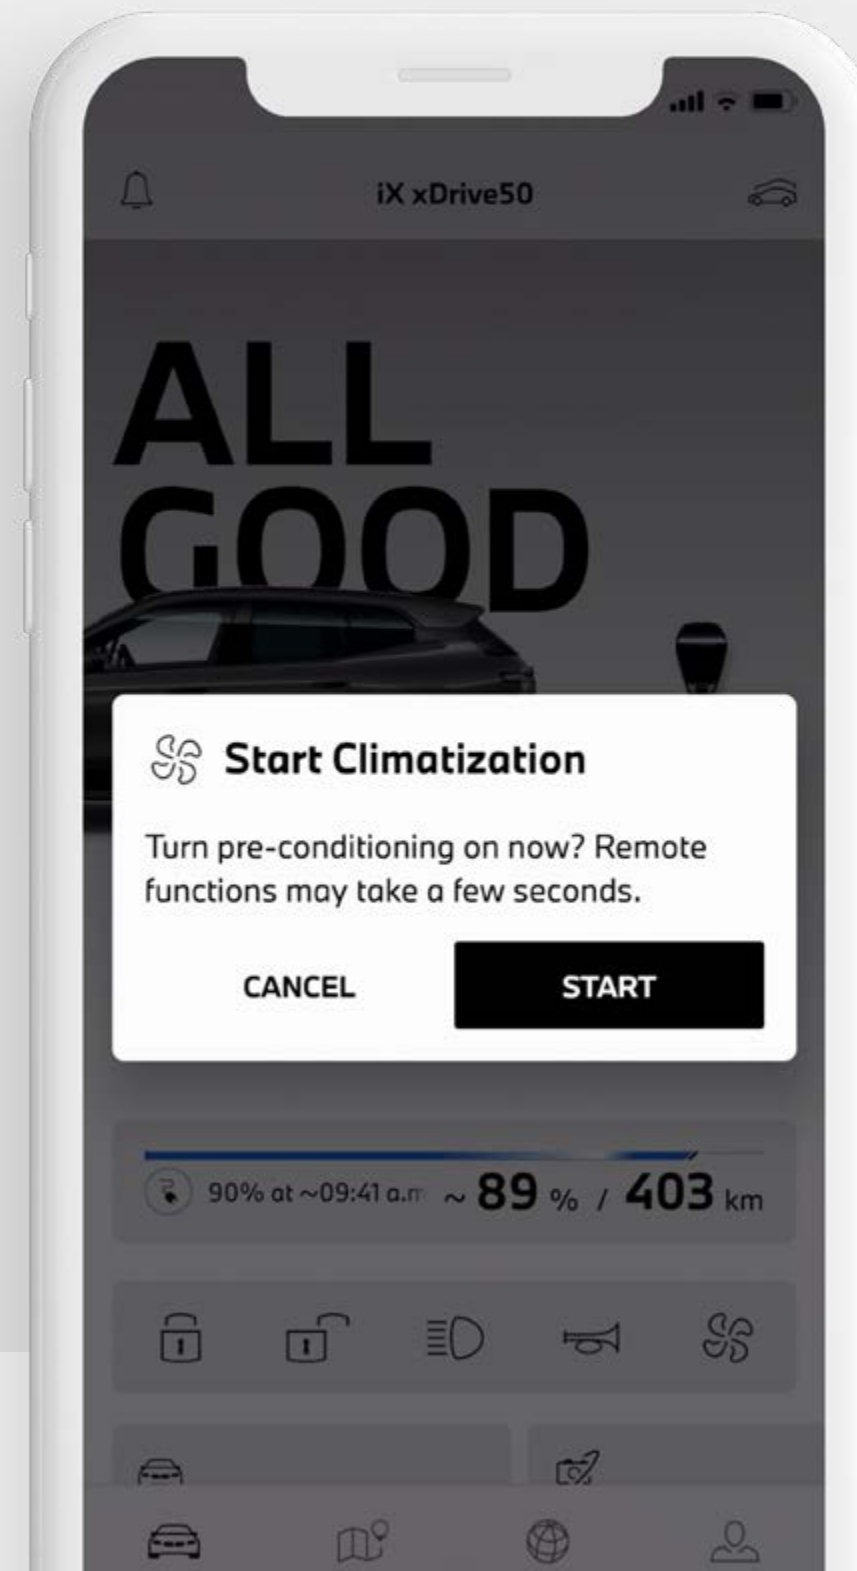 iX xDrive50
ALL
GOOD
Start Climatization
Turn pre-conditioning on now? Remote
functions may take a few seconds.
CANCEL START
90% at ~09:41 a.m ~ 89 % / 403 km